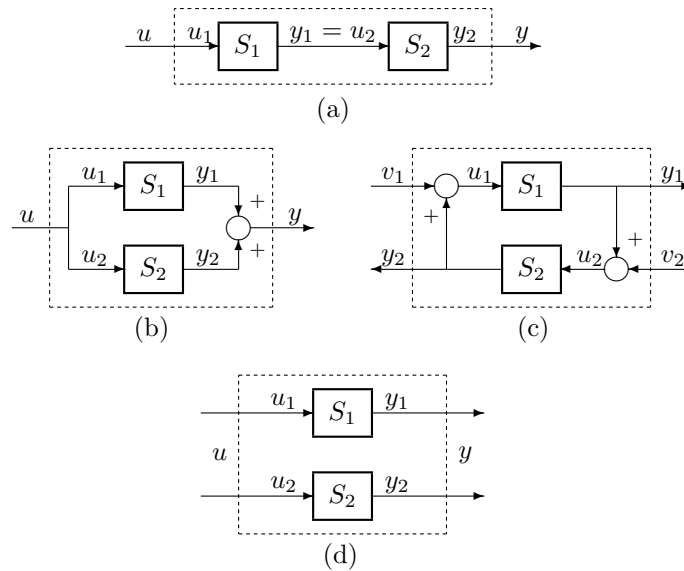 u u₁ S₁ y₁ = u₂ S₂ y₂ y
(a)
u₁ S₁ y₁
+
u y
+
u₂ S₂ y₂
(b)
v₁ u₁ S₁ y₁
+ +
y₂ S₂ u₂ v₂
(c)
u₁ S₁ y₁
u y
u₂ S₂ y₂
(d)